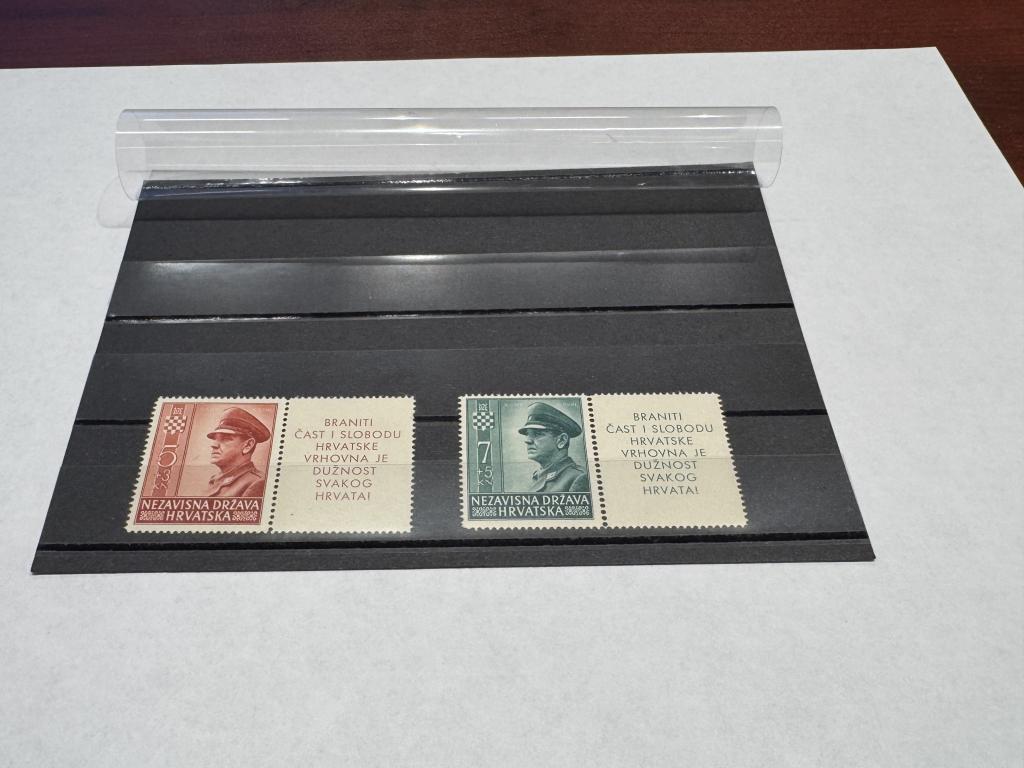 5
NEZAVISNA DRŽAVA
HRVATSKA
BRANITI
ČAST I SLOBODU
HRVATSKE
VRHOVNA JE
DUŽNOST
SVAKOG
HRVATA!
7
+5
NEZAVISNA DRŽAVA
HRVATSKA
BRANITI
ČAST I SLOBODU
HRVATSKE
VRHOVNA JE
DUŽNOST
SVAKOG
HRVATA!